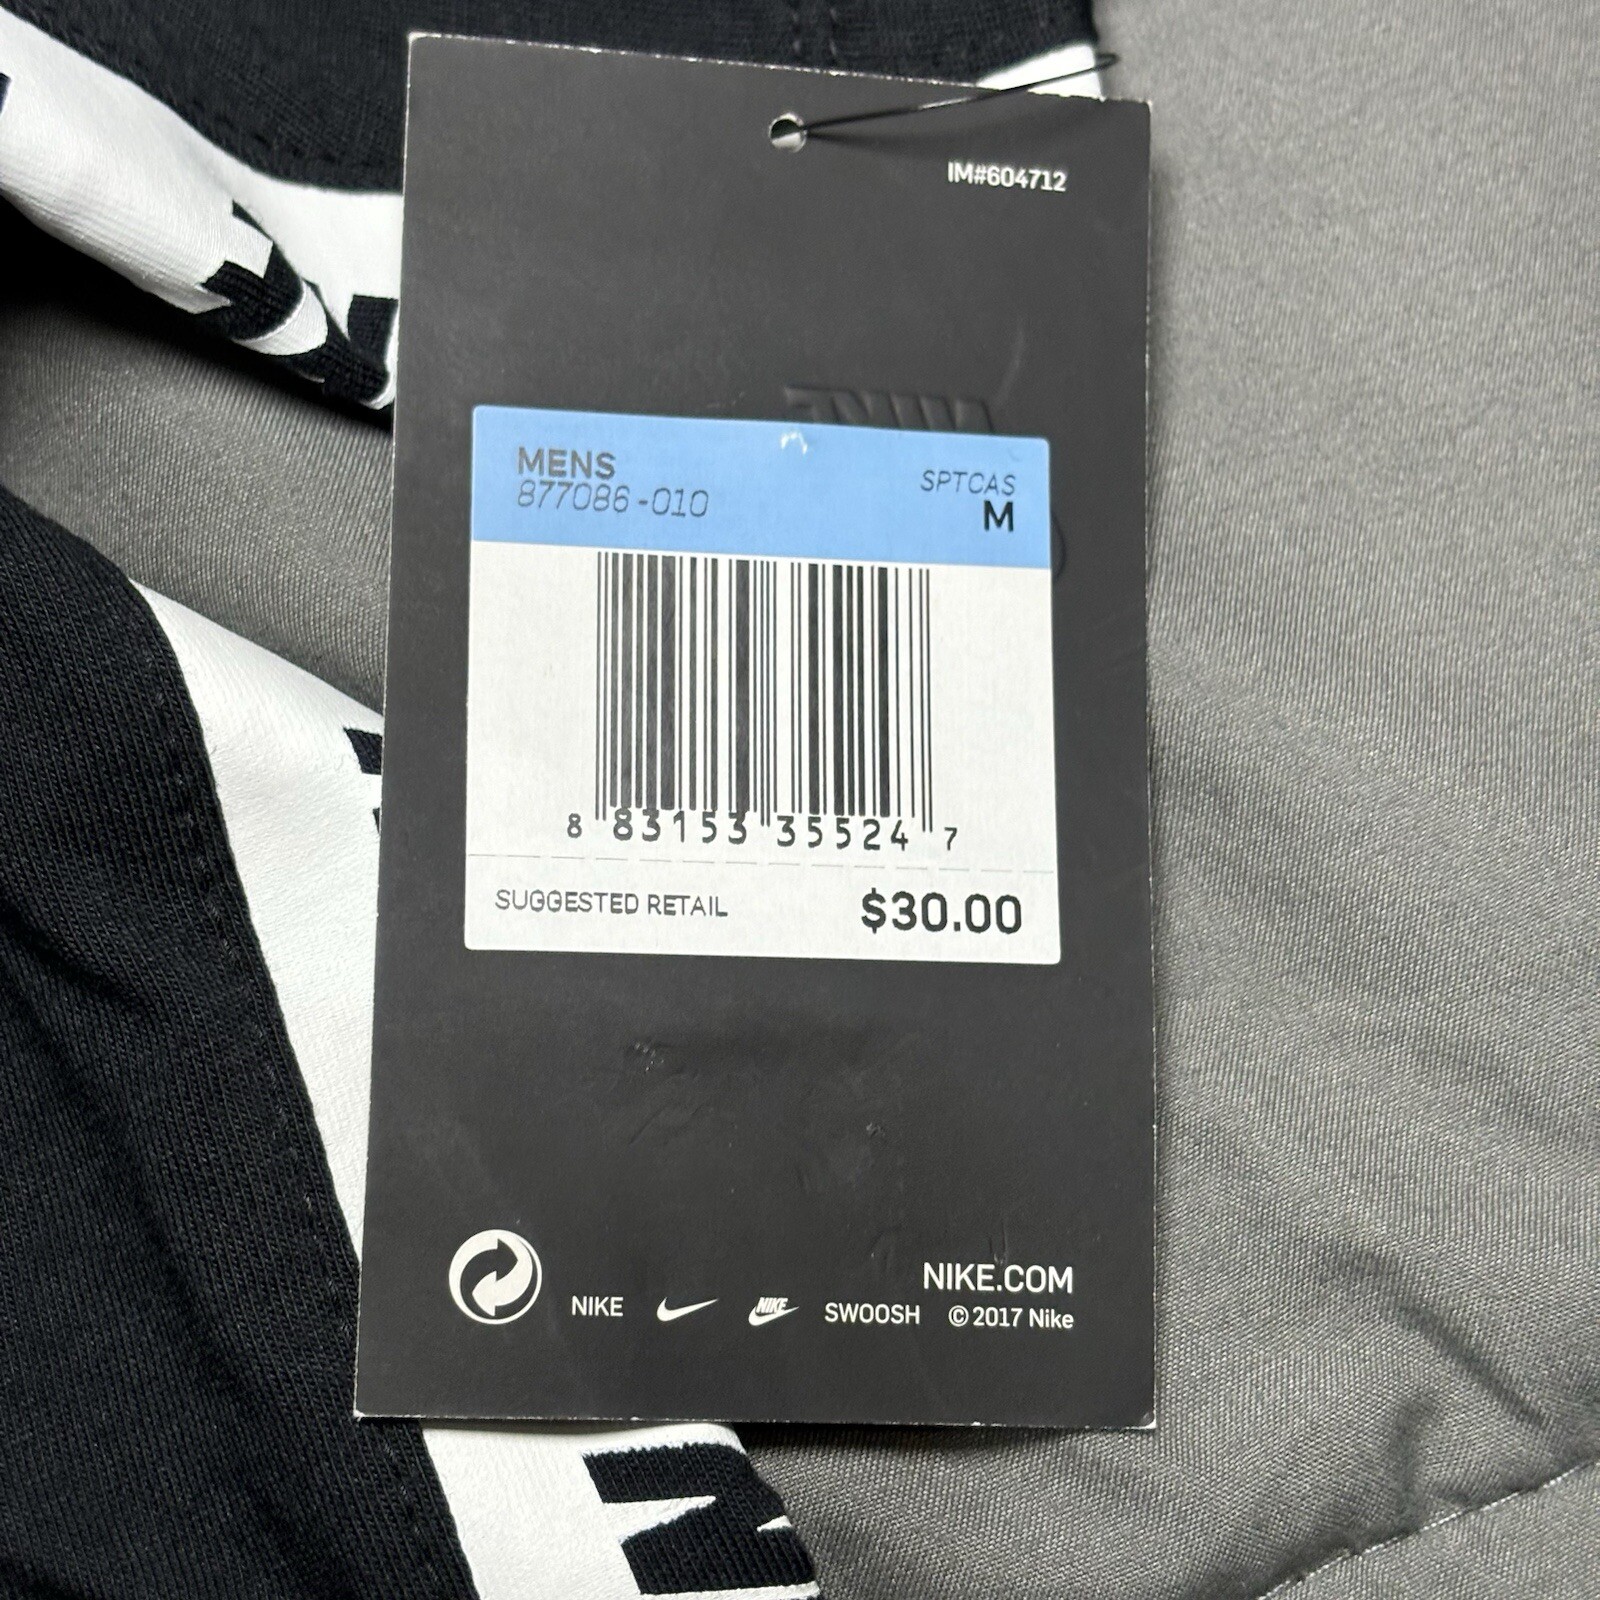 IM#604712
NIKE
MENS
877086-010
SPTCAS
M
8 83153 35524 7
SUGGESTED RETAIL $30.00
NIKE.COM
NIKE NIKE SWOOSH © 2017 Nike